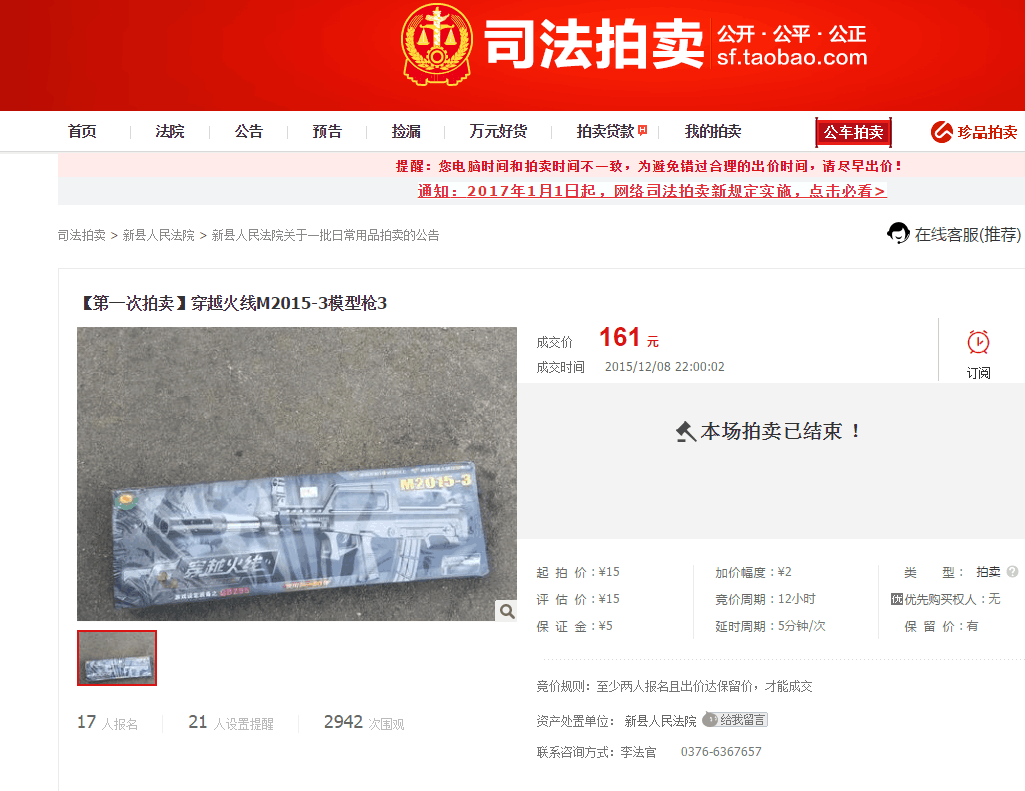 司法拍卖
公开 · 公平 · 公正
sf.taobao.com
首页 法院 公告 预告 捡漏 万元好货 拍卖贷款 我的拍卖 公车拍卖 珍品拍卖
提醒：您电脑时间和拍卖时间不一致，为避免错过合理的出价时间，请尽早出价！
通知：2017年1月1日起，网络司法拍卖新规定实施，点击必看>
司法拍卖 > 新县人民法院 > 新县人民法院关于一批日常用品拍卖的公告
在线客服(推荐)
【第一次拍卖】穿越火线M2015-3模型枪3
M2015-3
穿越火线
成交价 161 元
成交时间 2015/12/08 22:00:02
订阅
本场拍卖已结束 ！
起 拍 价 : ¥15 加价幅度 : ¥2 类 型 : 拍卖
评 估 价 : ¥15 竞价周期 : 12小时 优 优先购买权人 : 无
保 证 金 : ¥5 延时周期 : 5分钟/次 保 留 价 : 有
竞价规则: 至少两人报名且出价达保留价，才能成交
资产处置单位: 新县人民法院 给我留言
联系咨询方式: 李法官 0376-6367657
17 人报名 21 人设置提醒 2942 次围观